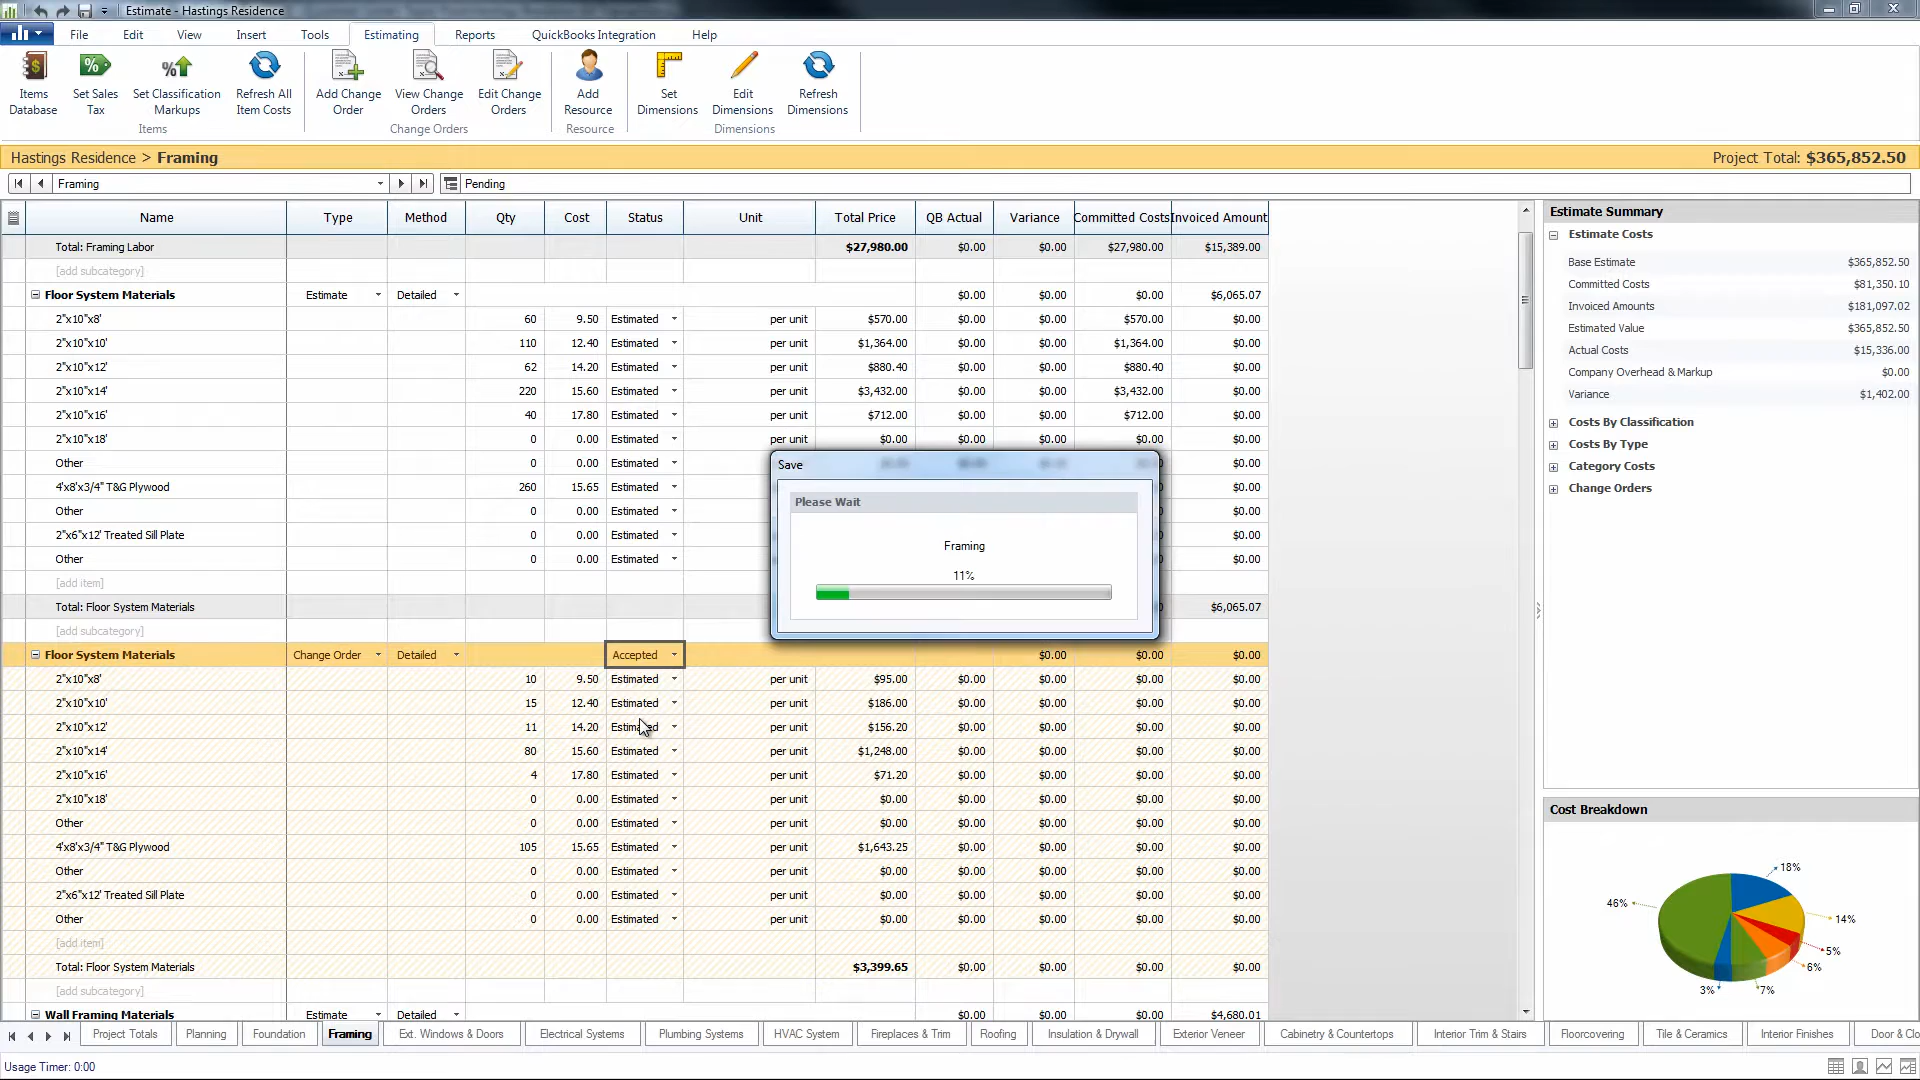 Estimate - Hastings Residence
File Edit View Insert Tools Estimating Reports QuickBooks Integration Help
Items Database
Set Sales Tax
Set Classification Markups
Refresh All Item Costs
Items
Add Change Order
View Change Orders
Edit Change Orders
Change Orders
Add Resource
Resource
Set Dimensions
Edit Dimensions
Refresh Dimensions
Dimensions
Hastings Residence > Framing Project Total: $365,852.50
Framing Pending
Name Type Method Qty Cost Status Unit Total Price QB Actual Variance Committed Costs Invoiced Amount
Total: Framing Labor $27,980.00 $0.00 $0.00 $27,980.00 $15,389.00
[add subcategory]
Floor System Materials Estimate Detailed $0.00 $0.00 $0.00 $6,065.07
2"x10"x8' 60 9.50 Estimated per unit $570.00 $0.00 $0.00 $570.00 $0.00
2"x10"x10' 110 12.40 Estimated per unit $1,364.00 $0.00 $0.00 $1,364.00 $0.00
2"x10"x12' 62 14.20 Estimated per unit $880.40 $0.00 $0.00 $880.40 $0.00
2"x10"x14' 220 15.60 Estimated per unit $3,432.00 $0.00 $0.00 $3,432.00 $0.00
2"x10"x16' 40 17.80 Estimated per unit $712.00 $0.00 $0.00 $712.00 $0.00
2"x10"x18' 0 0.00 Estimated per unit $0.00 $0.00 $0.00 $0.00 $0.00
Other 0 0.00 Estimated $0.00
4'x8'x3/4" T&G Plywood 260 15.65 Estimated $0.00
Other 0 0.00 Estimated $0.00
2"x6"x12' Treated Sill Plate 0 0.00 Estimated $0.00
Other 0 0.00 Estimated $0.00
[add item]
Total: Floor System Materials $6,065.07
[add subcategory]
Save
Please Wait
Framing
11%
Floor System Materials Change Order Detailed Accepted $0.00 $0.00 $0.00
2"x10"x8' 10 9.50 Estimated per unit $95.00 $0.00 $0.00 $0.00 $0.00
2"x10"x10' 15 12.40 Estimated per unit $186.00 $0.00 $0.00 $0.00 $0.00
2"x10"x12' 11 14.20 Estimated per unit $156.20 $0.00 $0.00 $0.00 $0.00
2"x10"x14' 80 15.60 Estimated per unit $1,248.00 $0.00 $0.00 $0.00 $0.00
2"x10"x16' 4 17.80 Estimated per unit $71.20 $0.00 $0.00 $0.00 $0.00
2"x10"x18' 0 0.00 Estimated per unit $0.00 $0.00 $0.00 $0.00 $0.00
Other 0 0.00 Estimated per unit $0.00 $0.00 $0.00 $0.00 $0.00
4'x8'x3/4" T&G Plywood 105 15.65 Estimated per unit $1,643.25 $0.00 $0.00 $0.00 $0.00
Other 0 0.00 Estimated per unit $0.00 $0.00 $0.00 $0.00 $0.00
2"x6"x12' Treated Sill Plate 0 0.00 Estimated per unit $0.00 $0.00 $0.00 $0.00 $0.00
Other 0 0.00 Estimated per unit $0.00 $0.00 $0.00 $0.00 $0.00
[add item]
Total: Floor System Materials $3,399.65 $0.00 $0.00 $0.00 $0.00
[add subcategory]
Wall Framing Materials Estimate Detailed $0.00 $0.00 $0.00 $4,680.01
Estimate Summary
Estimate Costs
Base Estimate $365,852.50
Committed Costs $81,350.10
Invoiced Amounts $181,097.02
Estimated Value $365,852.50
Actual Costs $15,336.00
Company Overhead & Markup $0.00
Variance $1,402.00
Costs By Classification
Costs By Type
Category Costs
Change Orders
Cost Breakdown
18%
46%
14%
5%
6%
3%
7%
Project Totals Planning Foundation Framing Ext. Windows & Doors Electrical Systems Plumbing Systems HVAC System Fireplaces & Trim Roofing Insulation & Drywall Exterior Veneer Cabinetry & Countertops Interior Trim & Stairs Floorcovering Tile & Ceramics Interior Finishes Door & Clo
Usage Timer: 0:00